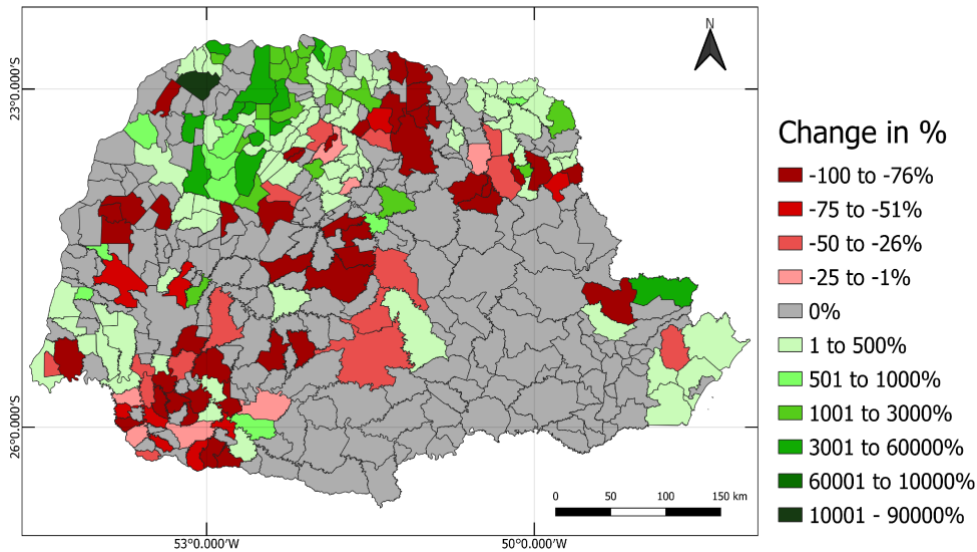 N
23°0.000'S
26°0.000'S
53°0.000'W
50°0.000'W
0 50 100 150 km
Change in %
-100 to -76%
-75 to -51%
-50 to -26%
-25 to -1%
0%
1 to 500%
501 to 1000%
1001 to 3000%
3001 to 60000%
60001 to 10000%
10001 - 90000%